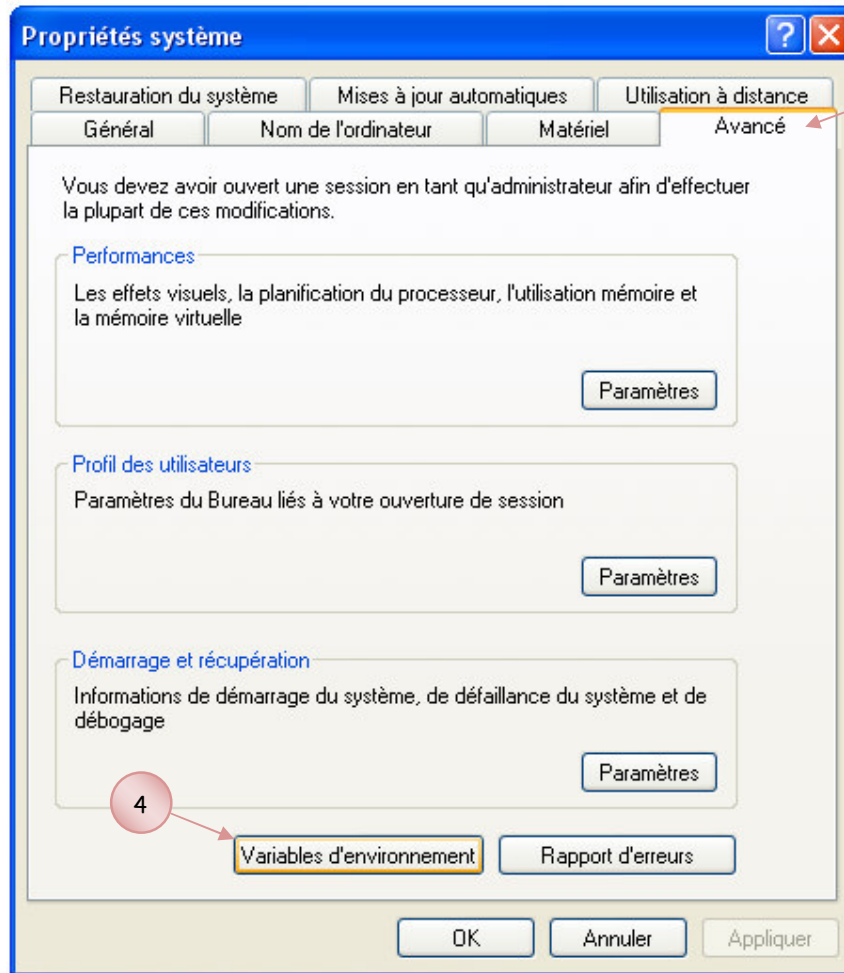 Propriétés système
?
Restauration du système
Mises à jour automatiques
Utilisation à distance
Général
Nom de l'ordinateur
Matériel
Avancé
Vous devez avoir ouvert une session en tant qu'administrateur afin d'effectuer
la plupart de ces modifications.
Performances
Les effets visuels, la planification du processeur, l'utilisation mémoire et
la mémoire virtuelle
Paramètres
Profil des utilisateurs
Paramètres du Bureau liés à votre ouverture de session
Paramètres
Démarrage et récupération
Informations de démarrage du système, de défaillance du système et de
débogage
Paramètres
4
Variables d'environnement
Rapport d'erreurs
OK
Annuler
Appliquer